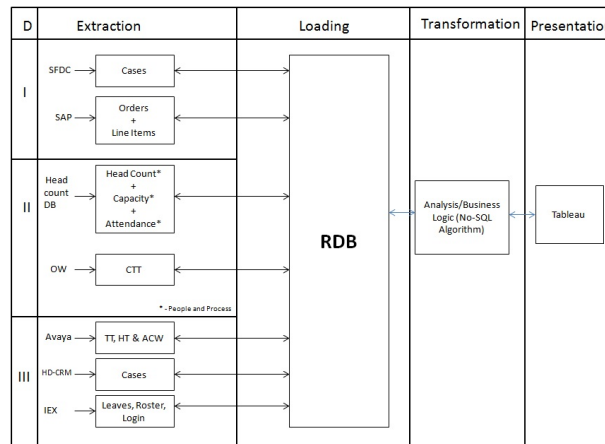 D Extraction Loading Transformation Presentation
I
SFDC Cases
SAP Orders
+
Line Items
II
Head
count
DB
Head Count*
+
Capacity*
+
Attendance*
OW CTT
* - People and Process
III
Avaya TT, HT & ACW
HD-CRM Cases
IEX Leaves, Roster,
Login
RDB
Analysis/Business
Logic (No-SQL
Algorithm)
Tableau